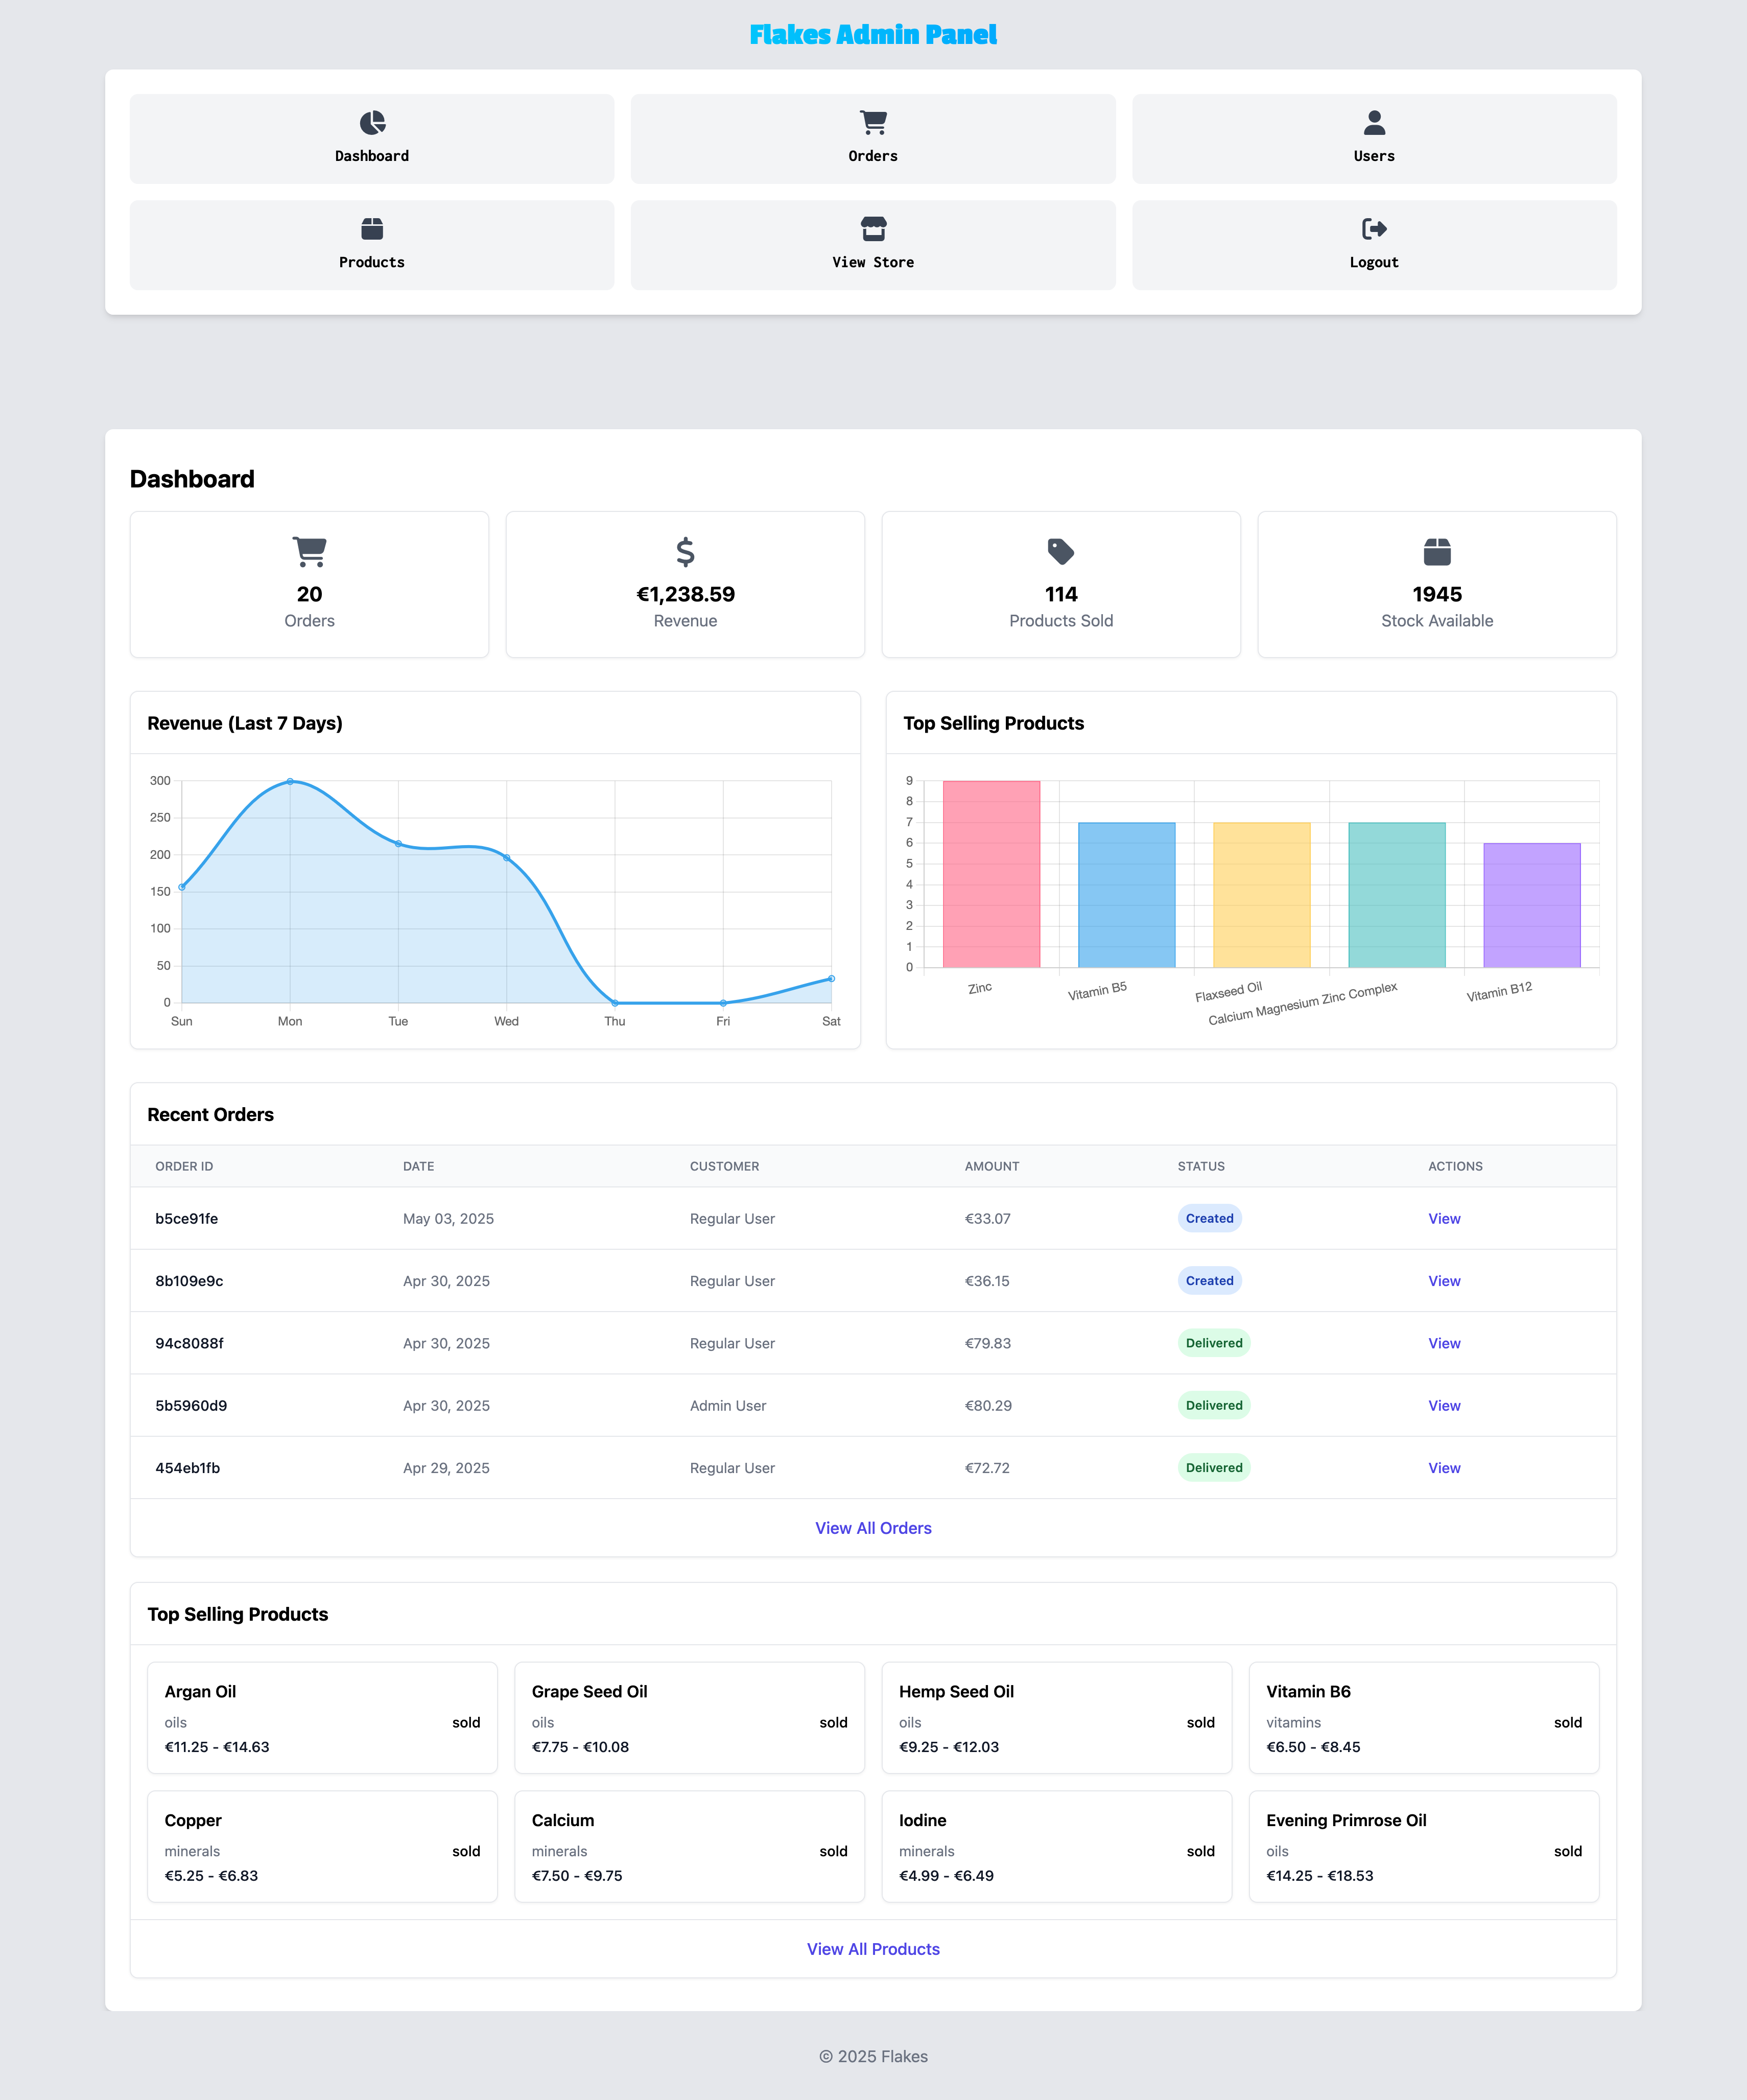 Flakes Admin Panel
Dashboard
Orders
Users
Products
View Store
Logout
Dashboard
20
Orders
€1,238.59
Revenue
114
Products Sold
1945
Stock Available
Revenue (Last 7 Days)
300
250
200
150
100
50
0
Sun Mon Tue Wed Thu Fri Sat
Top Selling Products
9
8
7
6
5
4
3
2
1
0
Zinc
Vitamin B5
Flaxseed Oil
Calcium Magnesium Zinc Complex
Vitamin B12
Recent Orders
ORDER ID DATE CUSTOMER AMOUNT STATUS ACTIONS
b5ce91fe May 03, 2025 Regular User €33.07 Created View
8b109e9c Apr 30, 2025 Regular User €36.15 Created View
94c8088f Apr 30, 2025 Regular User €79.83 Delivered View
5b5960d9 Apr 30, 2025 Admin User €80.29 Delivered View
454eb1fb Apr 29, 2025 Regular User €72.72 Delivered View
View All Orders
Top Selling Products
Argan Oil
oils sold
€11.25 - €14.63
Grape Seed Oil
oils sold
€7.75 - €10.08
Hemp Seed Oil
oils sold
€9.25 - €12.03
Vitamin B6
vitamins sold
€6.50 - €8.45
Copper
minerals sold
€5.25 - €6.83
Calcium
minerals sold
€7.50 - €9.75
Iodine
minerals sold
€4.99 - €6.49
Evening Primrose Oil
oils sold
€14.25 - €18.53
View All Products
© 2025 Flakes